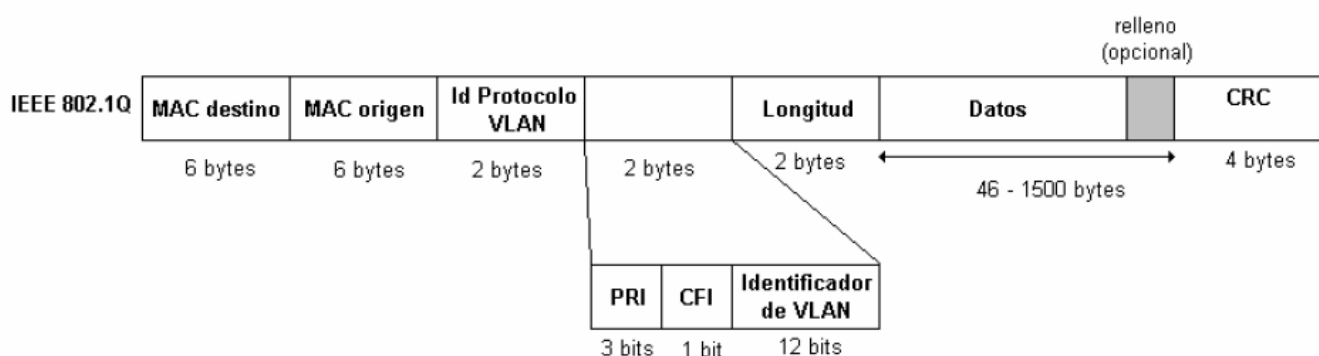 relleno
(opcional)
IEEE 802.1Q
MAC destino
MAC origen
Id Protocolo
VLAN
Longitud
Datos
CRC
6 bytes
6 bytes
2 bytes
2 bytes
2 bytes
4 bytes
46 - 1500 bytes
PRI
CFI
Identificador
de VLAN
3 bits
1 bit
12 bits